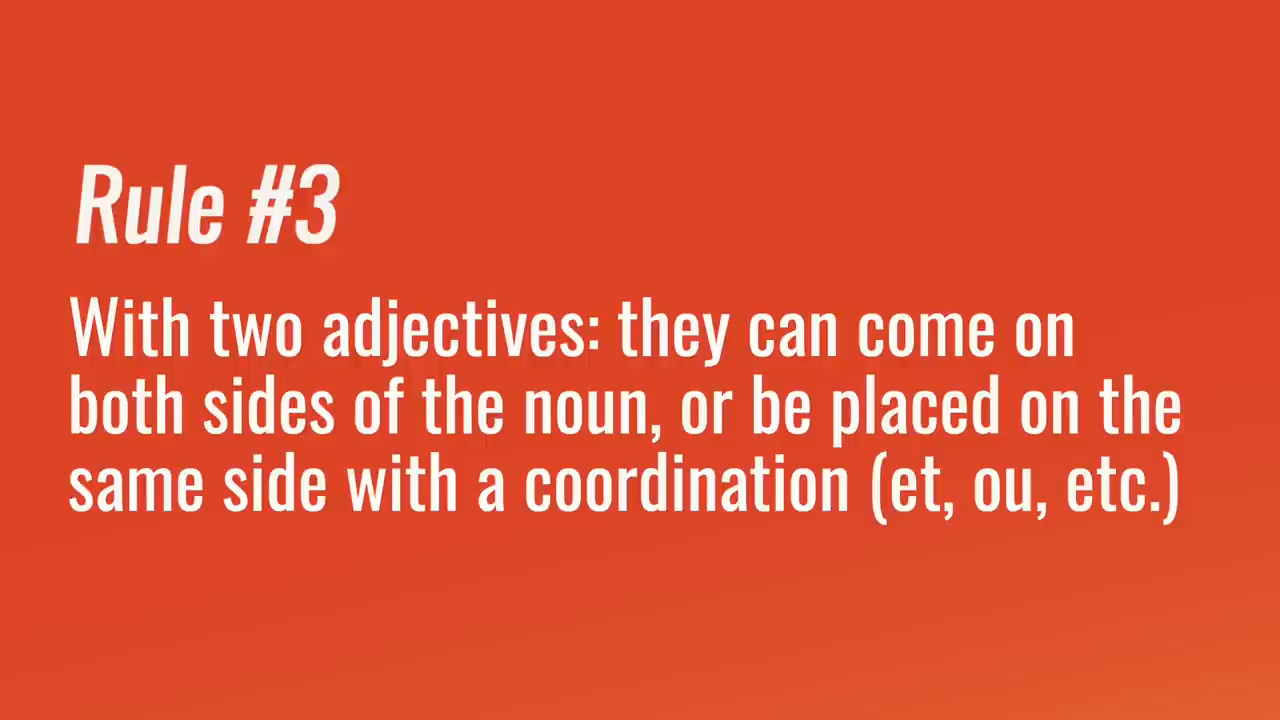 Rule #3
With two adjectives: they can come on
both sides of the noun, or be placed on the
same side with a coordination (et, ou, etc.)